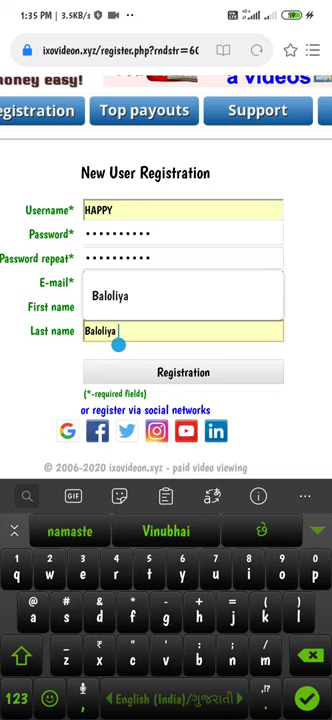 1:35 PM | 3.5KB/s
59
ixovideon.xyz/register.php?rndstr=6
money easy!
a videos
egistration
Top payouts
Support
New User Registration
Username*
HAPPY
Password*
••••••••••
Password repeat*
••••••••••
E-mail*
Baloliya
First name
Last name
Baloliya
Registration
(*-required fields)
or register via social networks
© 2006-2020 ixovideon.xyz - paid video viewing
GIF
namaste
Vinubhai
છે
1 2 3 4 5 6 7 8 9 0
q w e r t y u i o p
@ # & * - + = ( )
a s d f g h j k l
_ ₹ " ' : ; /
z x c v b n m
123
,
English (India)/ગુજરાતી
,!?
.